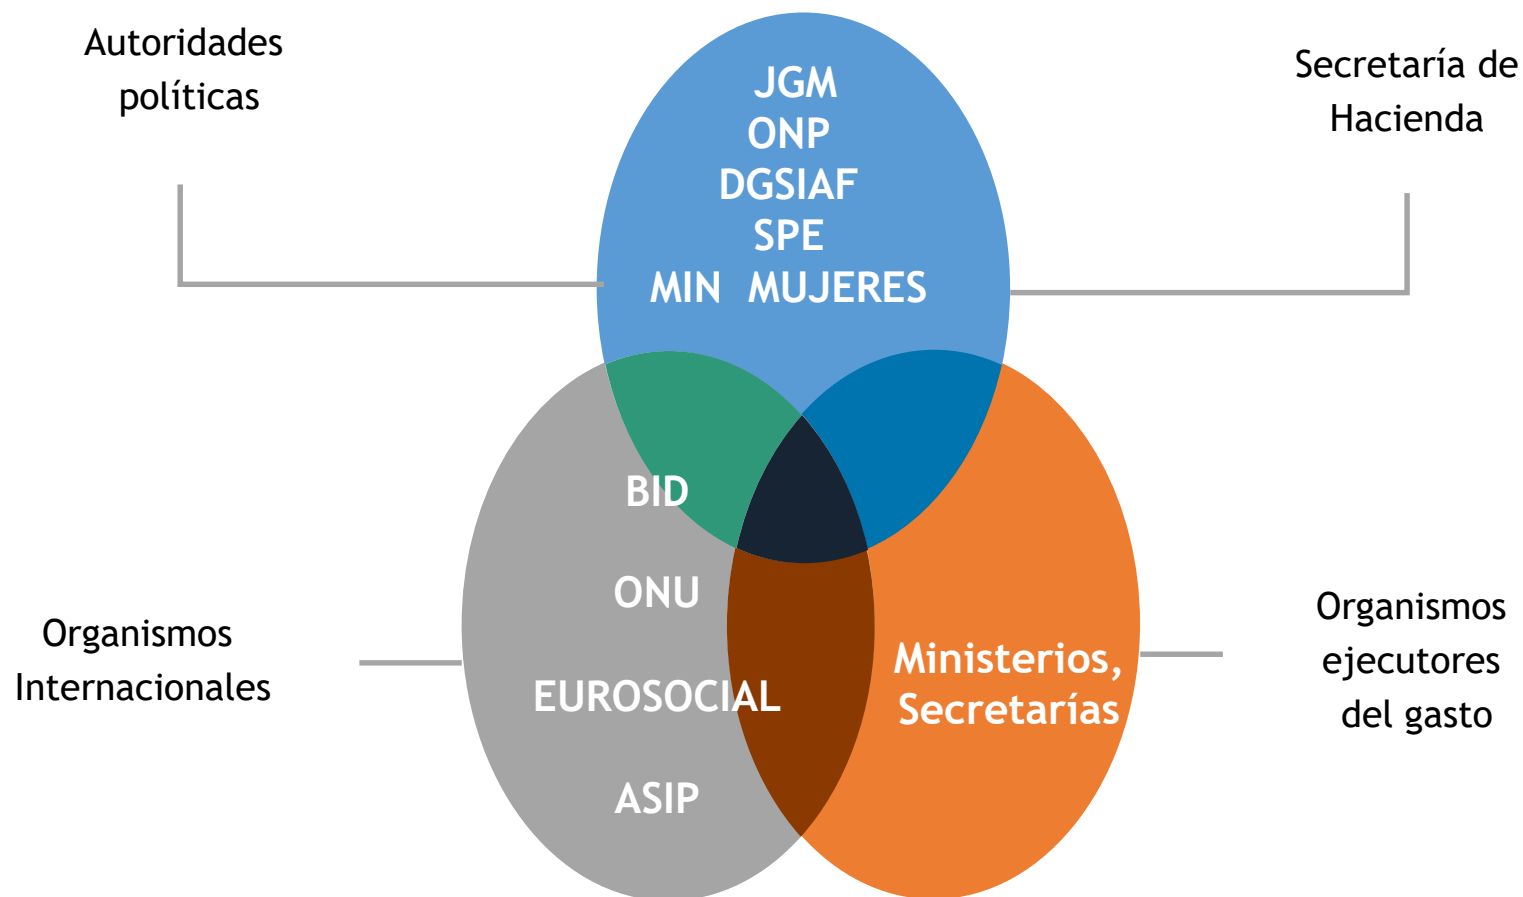 Autoridades
políticas
JGM
ONP
DGSIAF
SPE
MIN MUJERES
Secretaría de
Hacienda
BID
ONU
EUROSOCIAL
ASIP
Organismos
Internacionales
Ministerios,
Secretarías
Organismos
ejecutores
del gasto